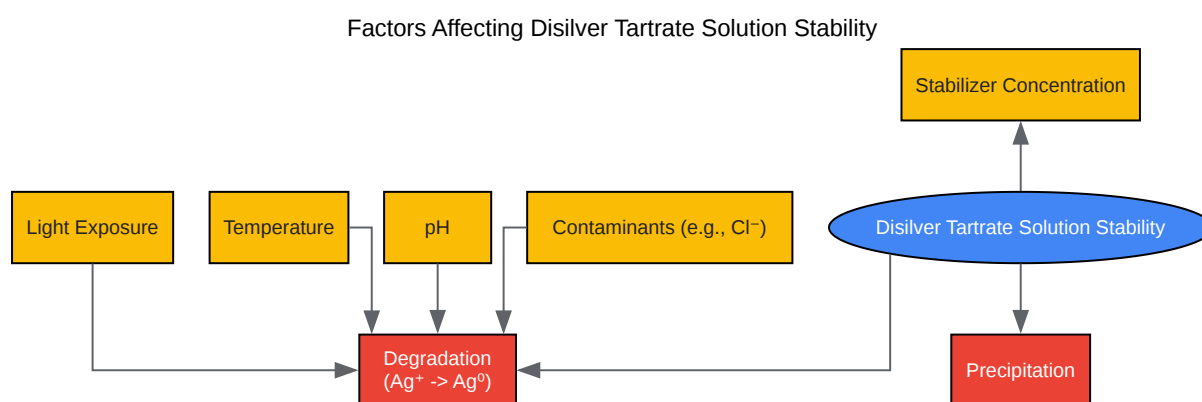 Factors Affecting Disilver Tartrate Solution Stability
Stabilizer Concentration
Light Exposure
Temperature
pH
Contaminants (e.g., Cl⁻)
Disilver Tartrate Solution Stability
Degradation
(Ag⁺ -> Ag⁰)
Precipitation